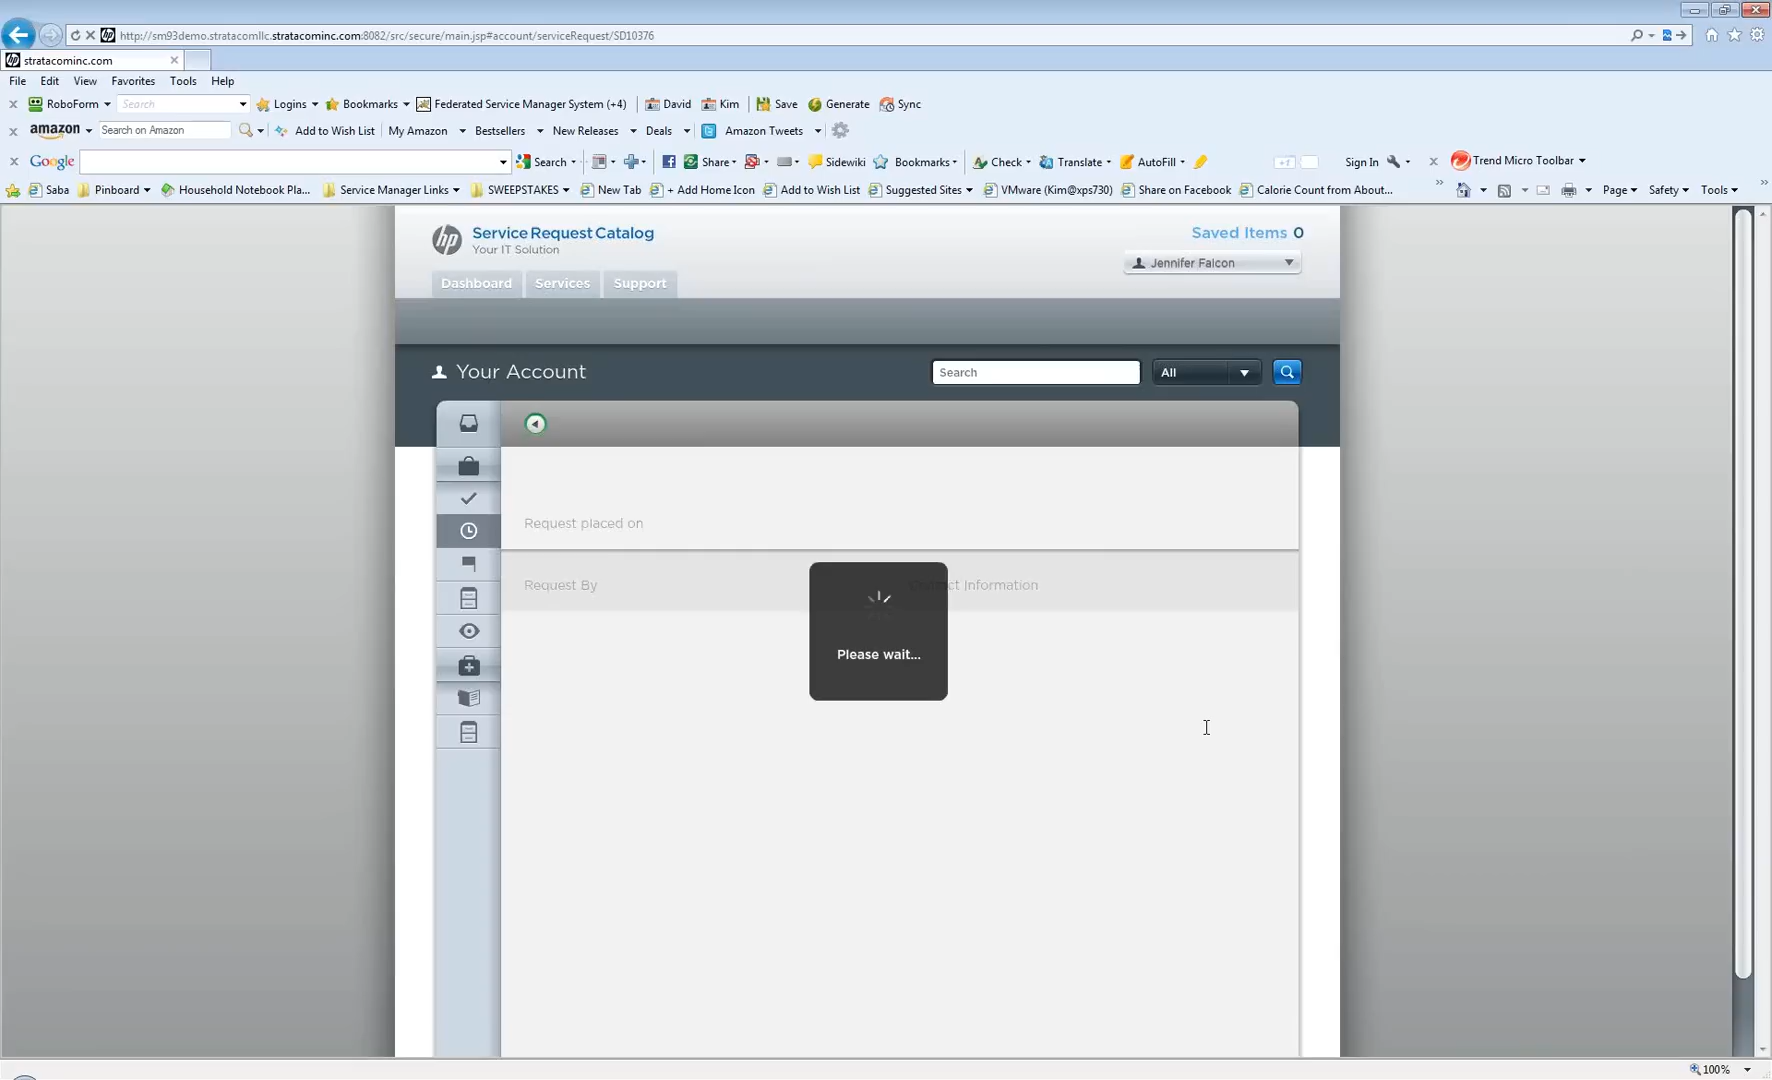 http://sm93demo.stratacomllc.stratacominc.com:8082/src/secure/main.jsp#account/serviceRequest/SD10376
hp stratacominc.com
File Edit View Favorites Tools Help
RoboForm Search Logins Bookmarks Federated Service Manager System (+4) David Kim Save Generate Sync
amazon Search on Amazon Add to Wish List My Amazon Bestsellers New Releases Deals Amazon Tweets
Google Search Share Sidewiki Bookmarks Check Translate AutoFill +1 Sign In Trend Micro Toolbar
Saba Pinboard Household Notebook Pla... Service Manager Links SWEEPSTAKES New Tab + Add Home Icon Add to Wish List Suggested Sites VMware (Kim@xps730) Share on Facebook Calorie Count from About... Page Safety Tools
hp Service Request Catalog
Your IT Solution
Saved Items 0
Jennifer Falcon
Dashboard Services Support
Your Account
Search All
Request placed on
Request By
Contact Information
Please wait...
100%